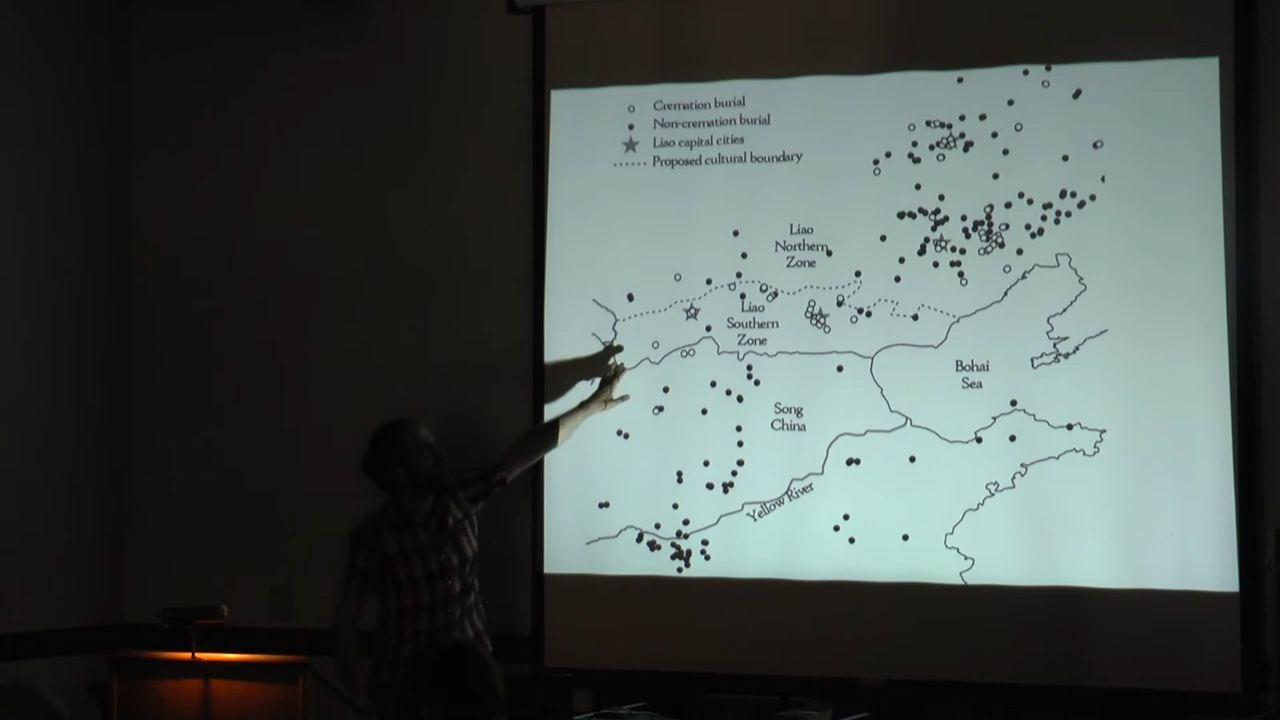 Cremation burial
Non-cremation burial
Liao capital cities
Proposed cultural boundary
Liao
Northern
Zone
Liao
Southern
Zone
Bohai
Sea
Song
China
Yellow River